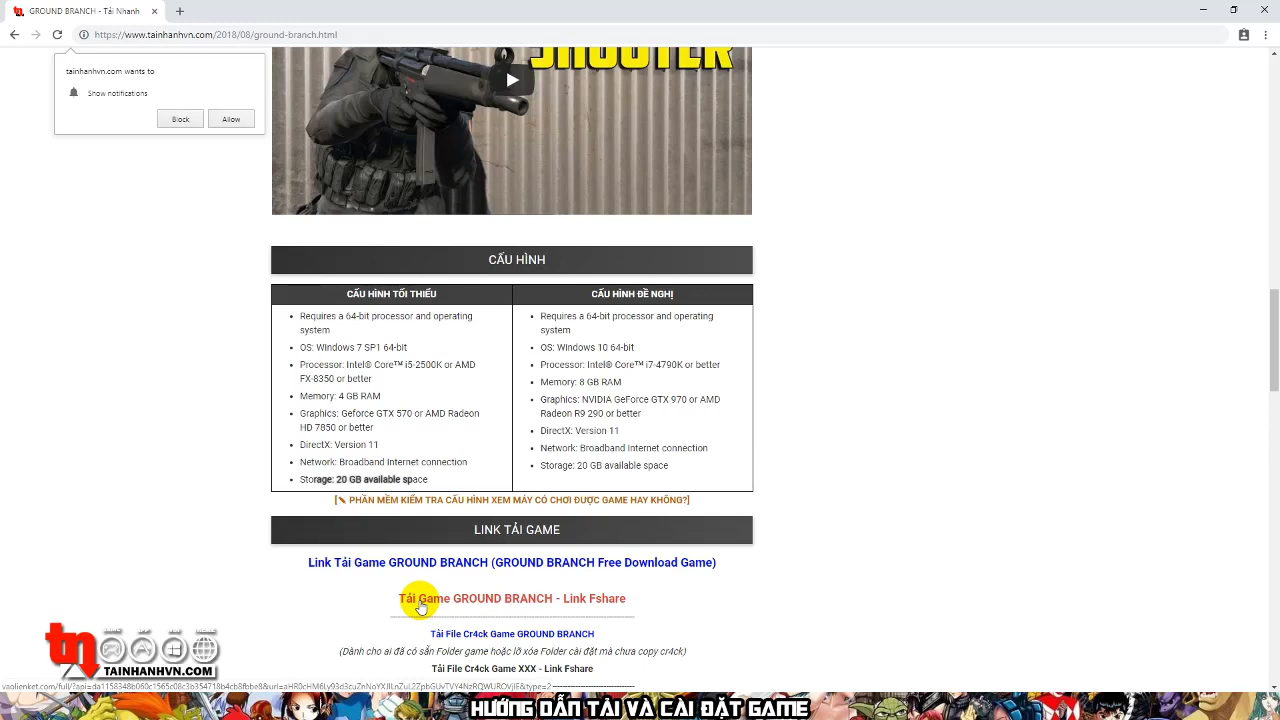 GROUND BRANCH - Tải Nhanh
https://www.tainhanhvn.com/2018/08/ground-branch.html
tainhanhvn.com wants to
Show notifications
Block
Allow
SHOOTER
CẤU HÌNH
CẤU HÌNH TỐI THIỂU
Requires a 64-bit processor and operating
system
OS: Windows 7 SP1 64-bit
Processor: Intel® Core™ i5-2500K or AMD
FX-8350 or better
Memory: 4 GB RAM
Graphics: Geforce GTX 570 or AMD Radeon
HD 7850 or better
DirectX: Version 11
Network: Broadband Internet connection
Storage: 20 GB available space
CẤU HÌNH ĐỀ NGHỊ
Requires a 64-bit processor and operating
system
OS: Windows 10 64-bit
Processor: Intel® Core™ i7-4790K or better
Memory: 8 GB RAM
Graphics: NVIDIA GeForce GTX 970 or AMD
Radeon R9 290 or better
DirectX: Version 11
Network: Broadband Internet connection
Storage: 20 GB available space
[✎ PHẦN MỀM KIỂM TRA CẤU HÌNH XEM MÁY CÓ CHƠI ĐƯỢC GAME HAY KHÔNG?]
LINK TẢI GAME
Link Tải Game GROUND BRANCH (GROUND BRANCH Free Download Game)
Tải Game GROUND BRANCH - Link Fshare
Tải File Cr4ck Game GROUND BRANCH
(Dành cho ai đã có sẵn Folder game hoặc lỡ xóa Folder cài đặt mà chưa copy cr4ck)
Tải File Cr4ck Game XXX - Link Fshare
tn
TAINHANHVN.COM
HƯỚNG DẪN TẢI VÀ CÀI ĐẶT GAME